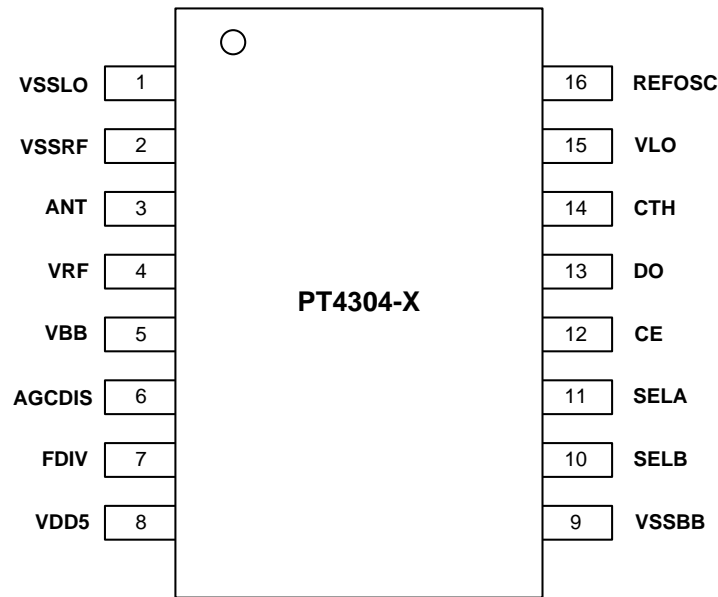 VSSLO 1 16 REFOSC
VSSRF 2 15 VLO
ANT 3 14 CTH
VRF 4 13 DO
PT4304-X
VBB 5 12 CE
AGCDIS 6 11 SELA
FDIV 7 10 SELB
VDD5 8 9 VSSBB